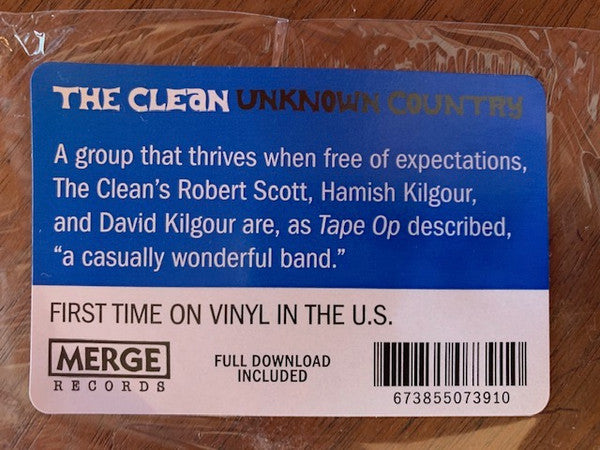 THE CLEAN UNKNOWN COUNTRY
A group that thrives when free of expectations,
The Clean's Robert Scott, Hamish Kilgour,
and David Kilgour are, as Tape Op described,
“a casually wonderful band.”
FIRST TIME ON VINYL IN THE U.S.
MERGE
RECORDS
FULL DOWNLOAD
INCLUDED
673855073910